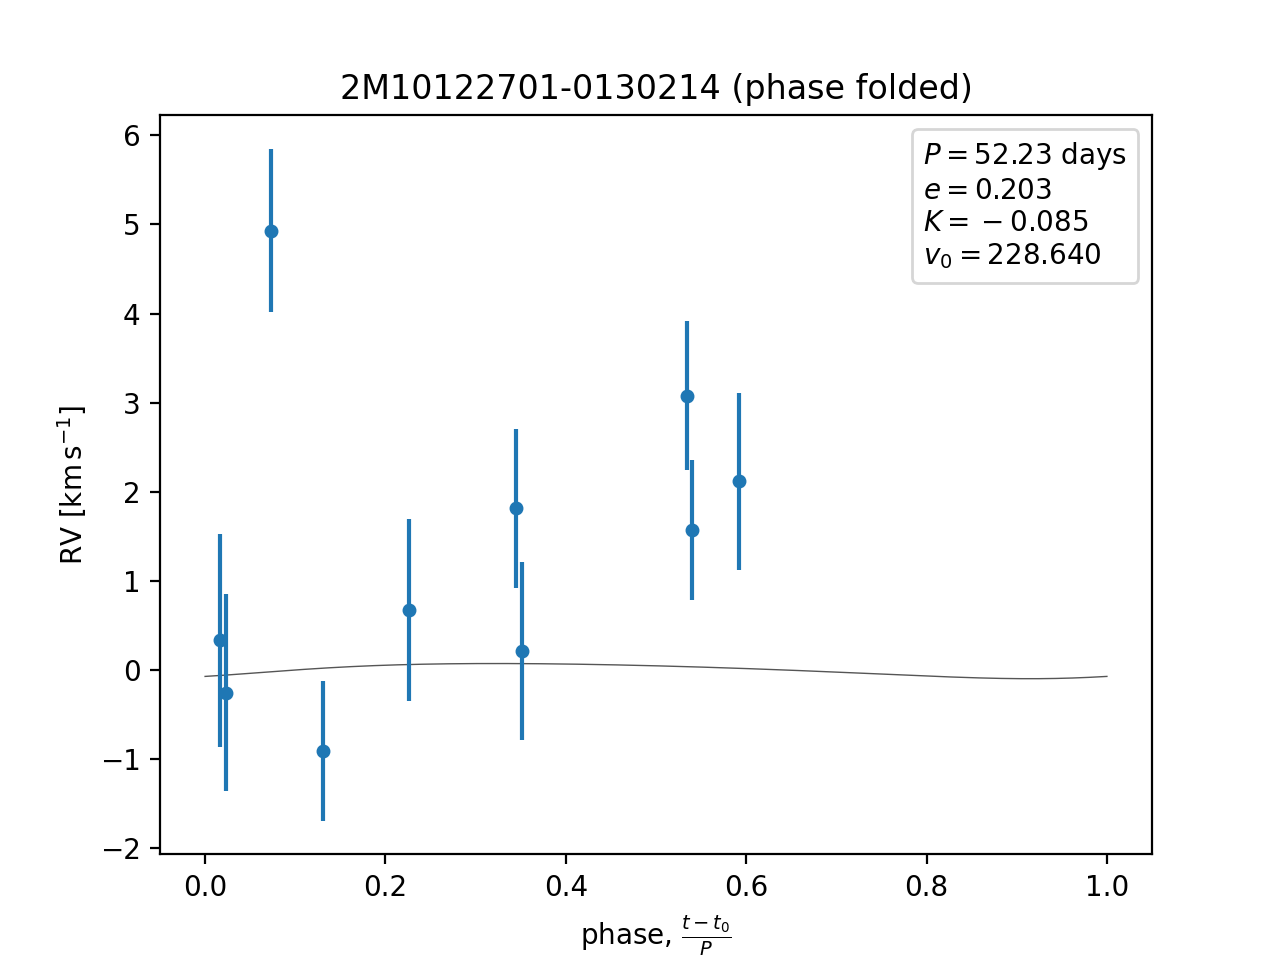 2M10122701-0130214 (phase folded)
P = 52.23 days
e = 0.203
K = − 0.085
v₀ = 228.640
6
5
4
3
2
1
0
−1
−2
RV [km s⁻¹]
0.0 0.2 0.4 0.6 0.8 1.0
phase, (t − t₀)/P